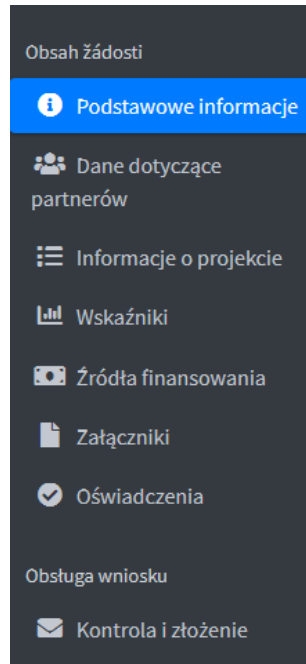 Obsah žádosti
Podstawowe informacje
Dane dotyczące
partnerów
Informacje o projekcie
Wskaźniki
Źródła finansowania
Załączniki
Oświadczenia
Obsługa wniosku
Kontrola i złożenie